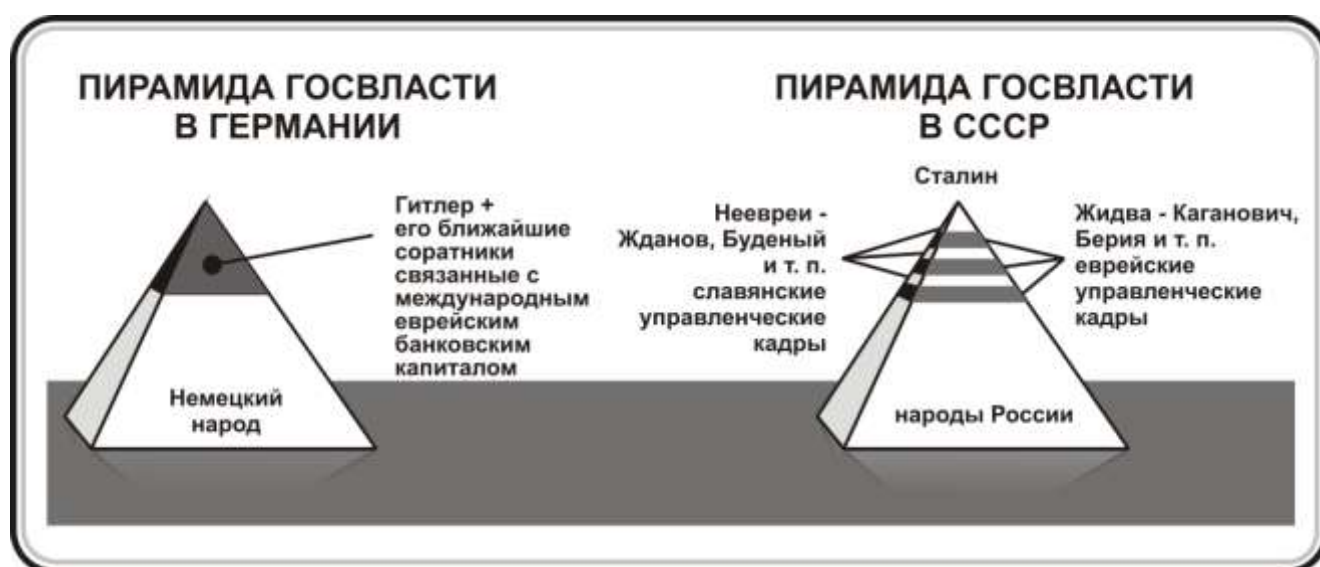 ПИРАМИДА ГОСВЛАСТИ
В ГЕРМАНИИ
Гитлер +
его ближайшие
соратники
связанные с
международным
еврейским
банковским
капиталом
Немецкий
народ
ПИРАМИДА ГОСВЛАСТИ
В СССР
Сталин
Неевреи -
Жданов, Буденый
и т. п.
славянские
управленческие
кадры
Жидва - Каганович,
Берия и т. п.
еврейские
управленческие
кадры
народы России